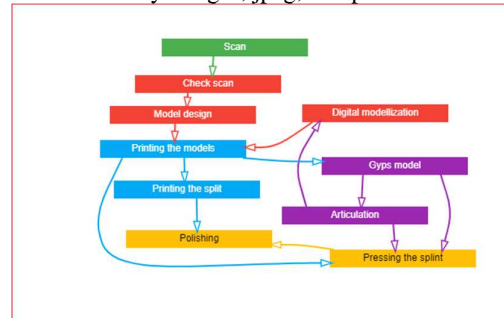 Scan
Check scan
Model design
Digital modellization
Printing the models
Gyps model
Printing the split
Articulation
Polishing
Pressing the splint